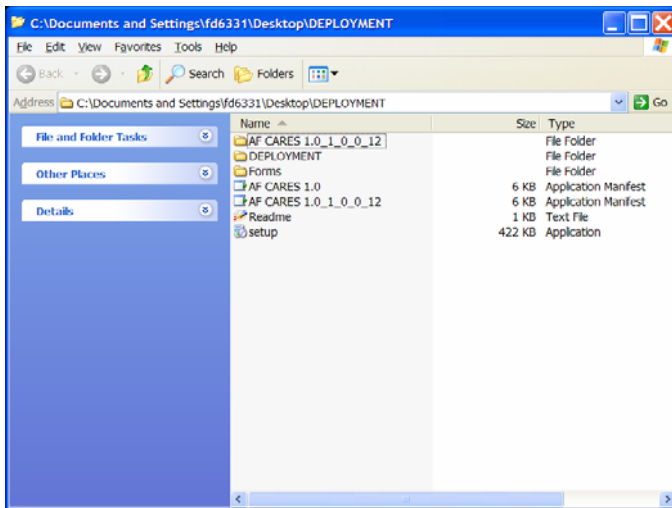 C:\Documents and Settings\fd6331\Desktop\DEPLOYMENT
File Edit View Favorites Tools Help
Back Search Folders
Address C:\Documents and Settings\fd6331\Desktop\DEPLOYMENT Go
Name Size Type
File and Folder Tasks
Other Places
Details
AF CARES 1.0_1_0_0_12 File Folder
DEPLOYMENT File Folder
Forms File Folder
AF CARES 1.0 6 KB Application Manifest
AF CARES 1.0_1_0_0_12 6 KB Application Manifest
Readme 1 KB Text File
setup 422 KB Application